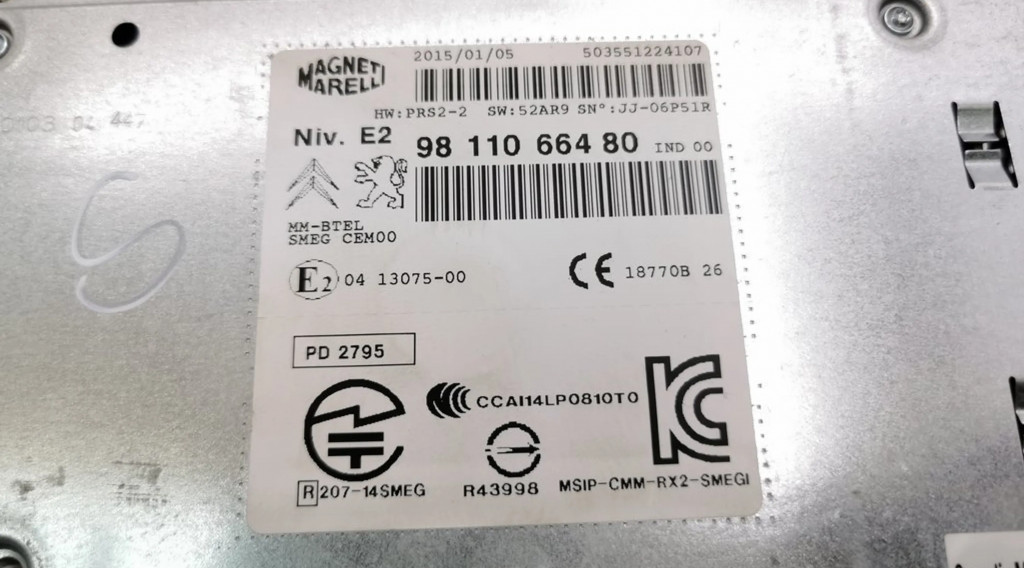 MAGNETI
MARELLI
2015/01/05 503551224107
HW:PRS2-2 SW:52AR9 SN°:JJ-06P51R
Niv. E2 98 110 664 80 IND 00
MM-BTEL
SMEG CEM00
E2 04 13075-00 CE 18770B 26
PD 2795
CCAI14LP0810T0
KC
R 207-14SMEG R43998 MSIP-CMM-RX2-SMEGI
S